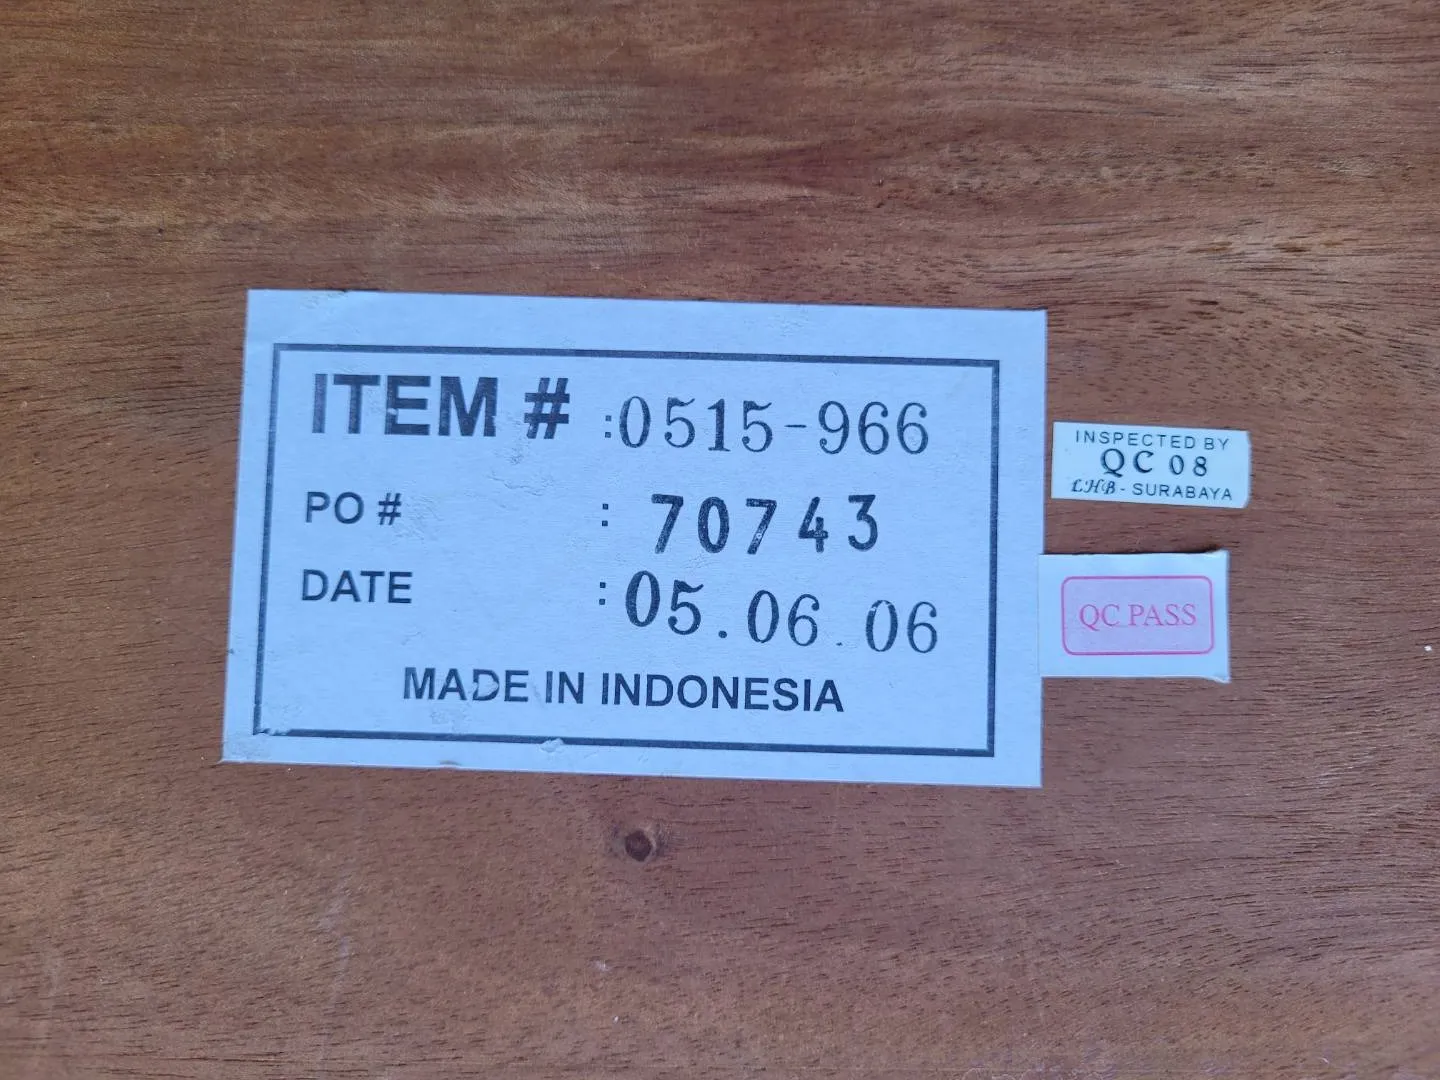 ITEM # :0515-966
PO # : 70743
DATE :05.06.06
MADE IN INDONESIA
INSPECTED BY
QC 08
LHB - SURABAYA
QC PASS